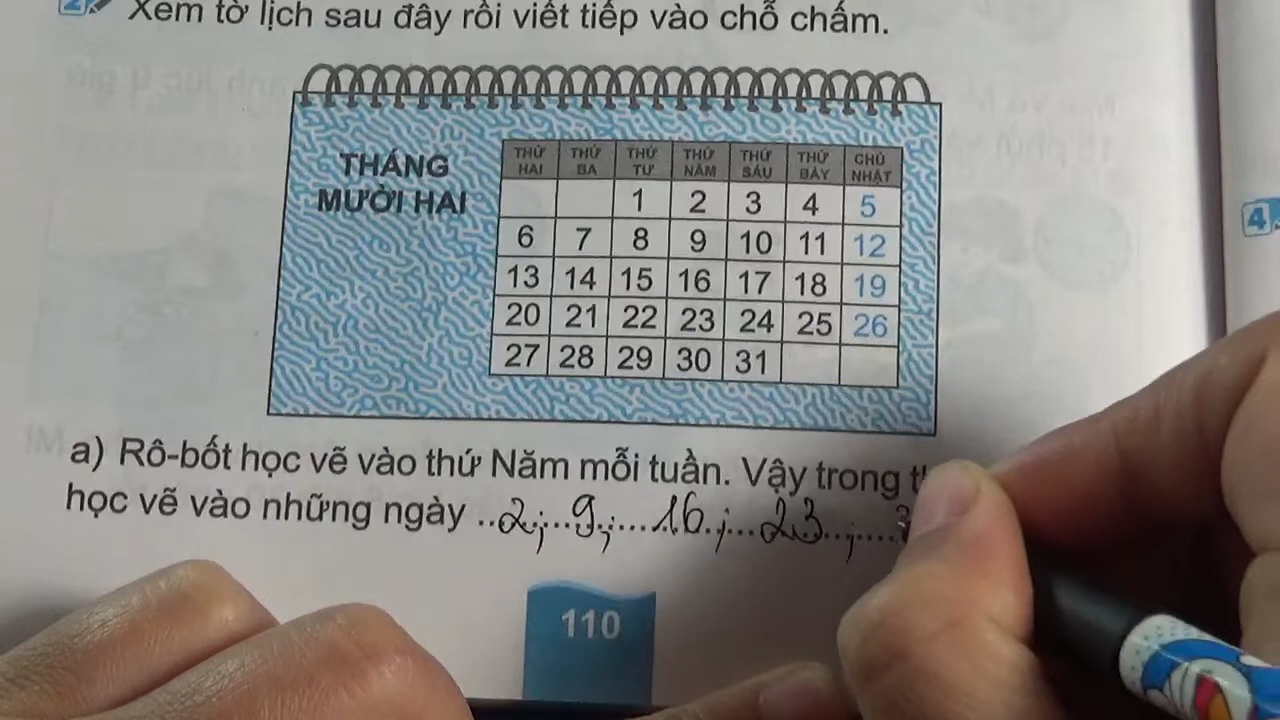 Xem tờ lịch sau đây rồi viết tiếp vào chỗ chấm.
THÁNG
MƯỜI HAI
THỨ HAI THỨ BA THỨ TƯ THỨ NĂM THỨ SÁU THỨ BẢY CHỦ NHẬT
1 2 3 4 5
6 7 8 9 10 11 12
13 14 15 16 17 18 19
20 21 22 23 24 25 26
27 28 29 30 31
a) Rô-bốt học vẽ vào thứ Năm mỗi tuần. Vậy trong
học vẽ vào những ngày ..2;...9;....16.;...23..;....
110
4.